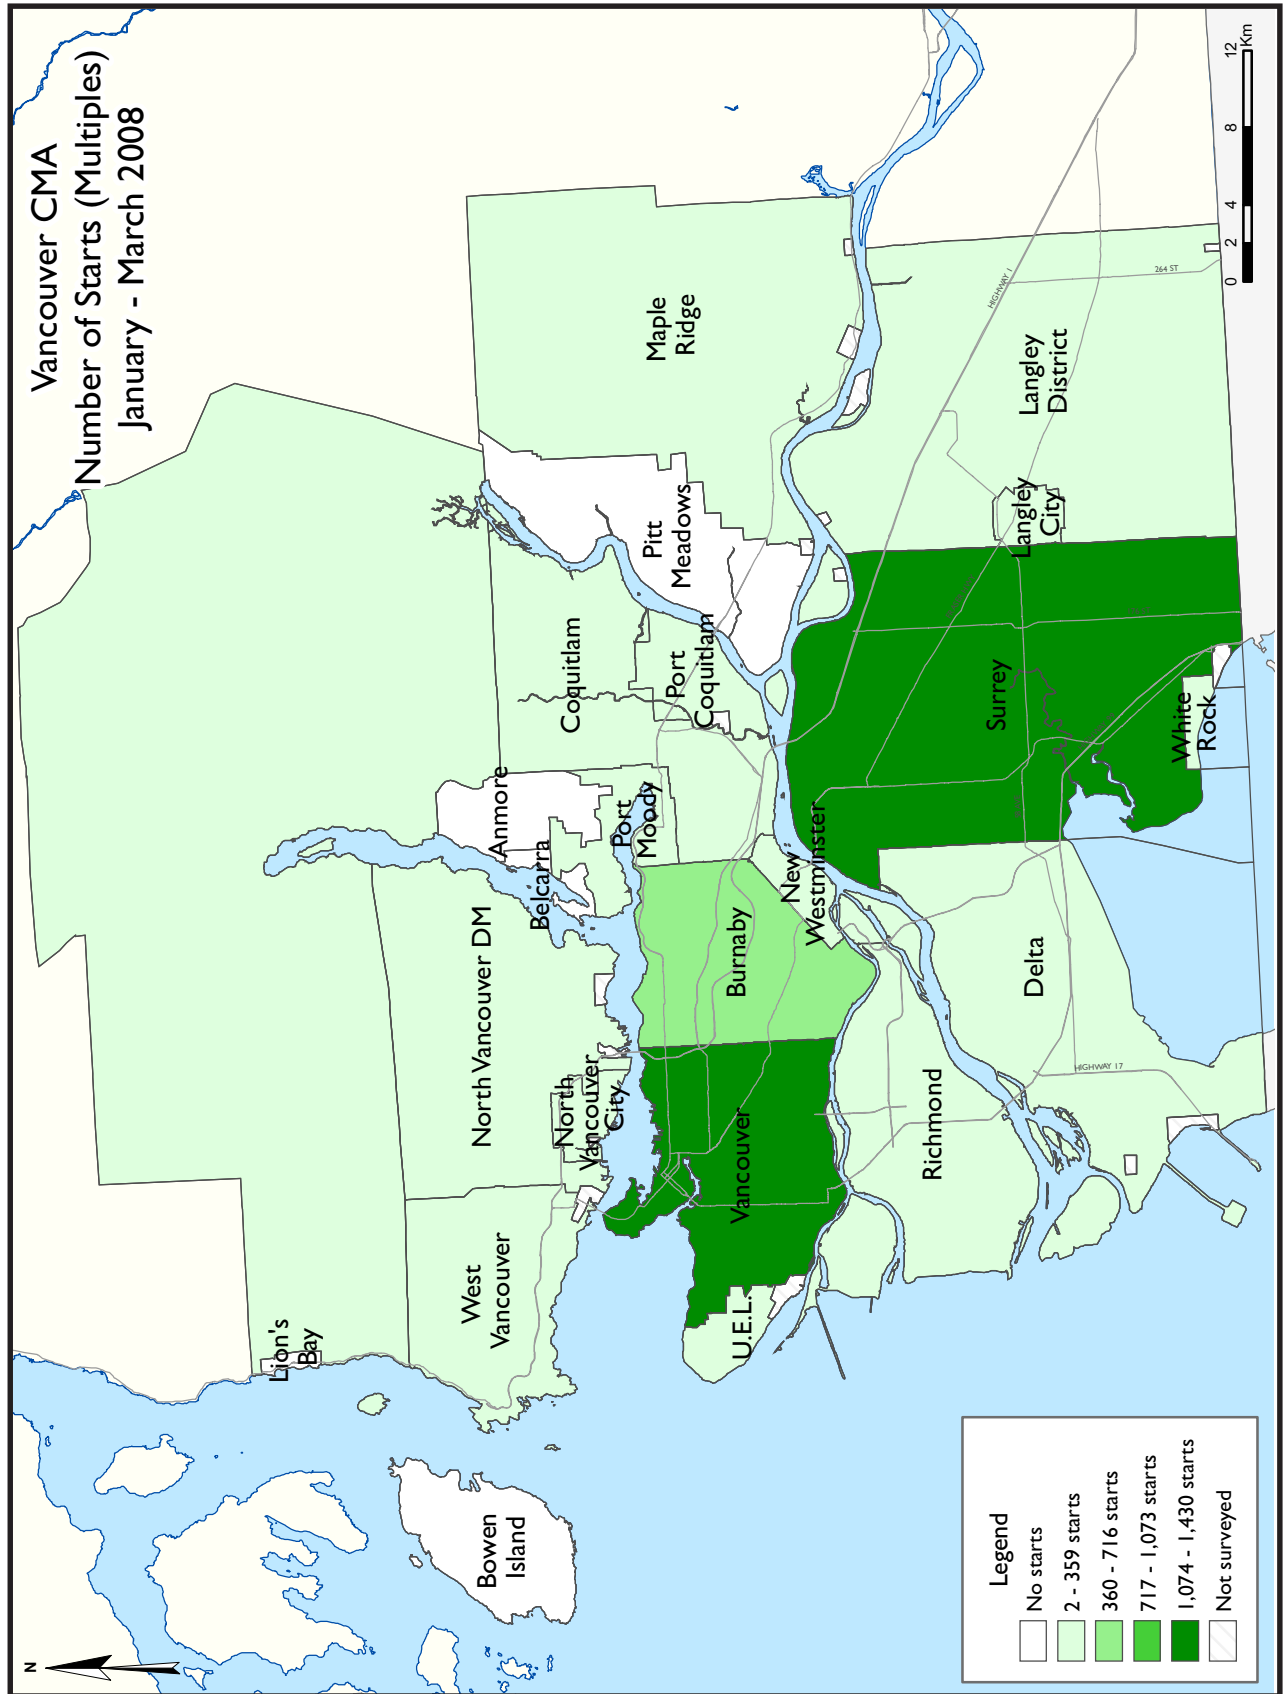 Vancouver CMA
Number of Starts (Multiples)
January - March 2008
N
Lion's
Bay
Bowen
Island
West
Vancouver
North Vancouver DM
North
Vancouver
City
Belcarra
Anmore
Port
Moody
Coquitlam
Port
Coquitlam
Pitt
Meadows
Maple
Ridge
U.E.L.
Vancouver
Burnaby
New
Westminster
Richmond
Delta
Surrey
White
Rock
Langley
City
Langley
District
HIGHWAY 1
264 ST
HIGHWAY 17
Legend
No starts
2 - 359 starts
360 - 716 starts
717 - 1,073 starts
1,074 - 1,430 starts
Not surveyed
0 2 4 8 12
Km